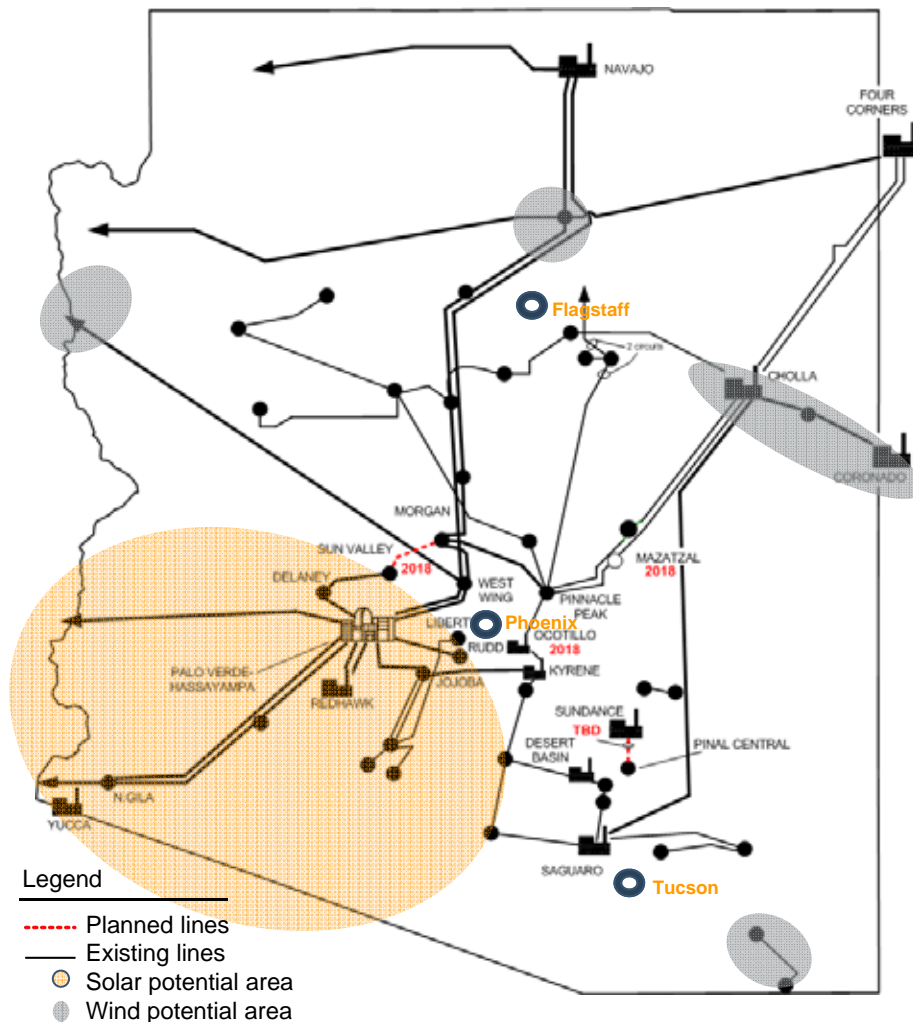 NAVAJO
FOUR
CORNERS
Flagstaff
2 circuits
CHOLLA
CORONADO
MORGAN
SUN VALLEY
2018
MAZATZAL
2018
DELANEY
WEST
WING
PINNACLE
PEAK
LIBERTY
Phoenix
OCOTILLO
2018
RUDD
PALO VERDE-
HASSAYAMPA
KYRENE
JOJOBA
REDHAWK
SUNDANCE
TBD
DESERT
BASIN
PINAL CENTRAL
N.GILA
YUCCA
SAGUARO
Tucson
Legend
Planned lines
Existing lines
Solar potential area
Wind potential area